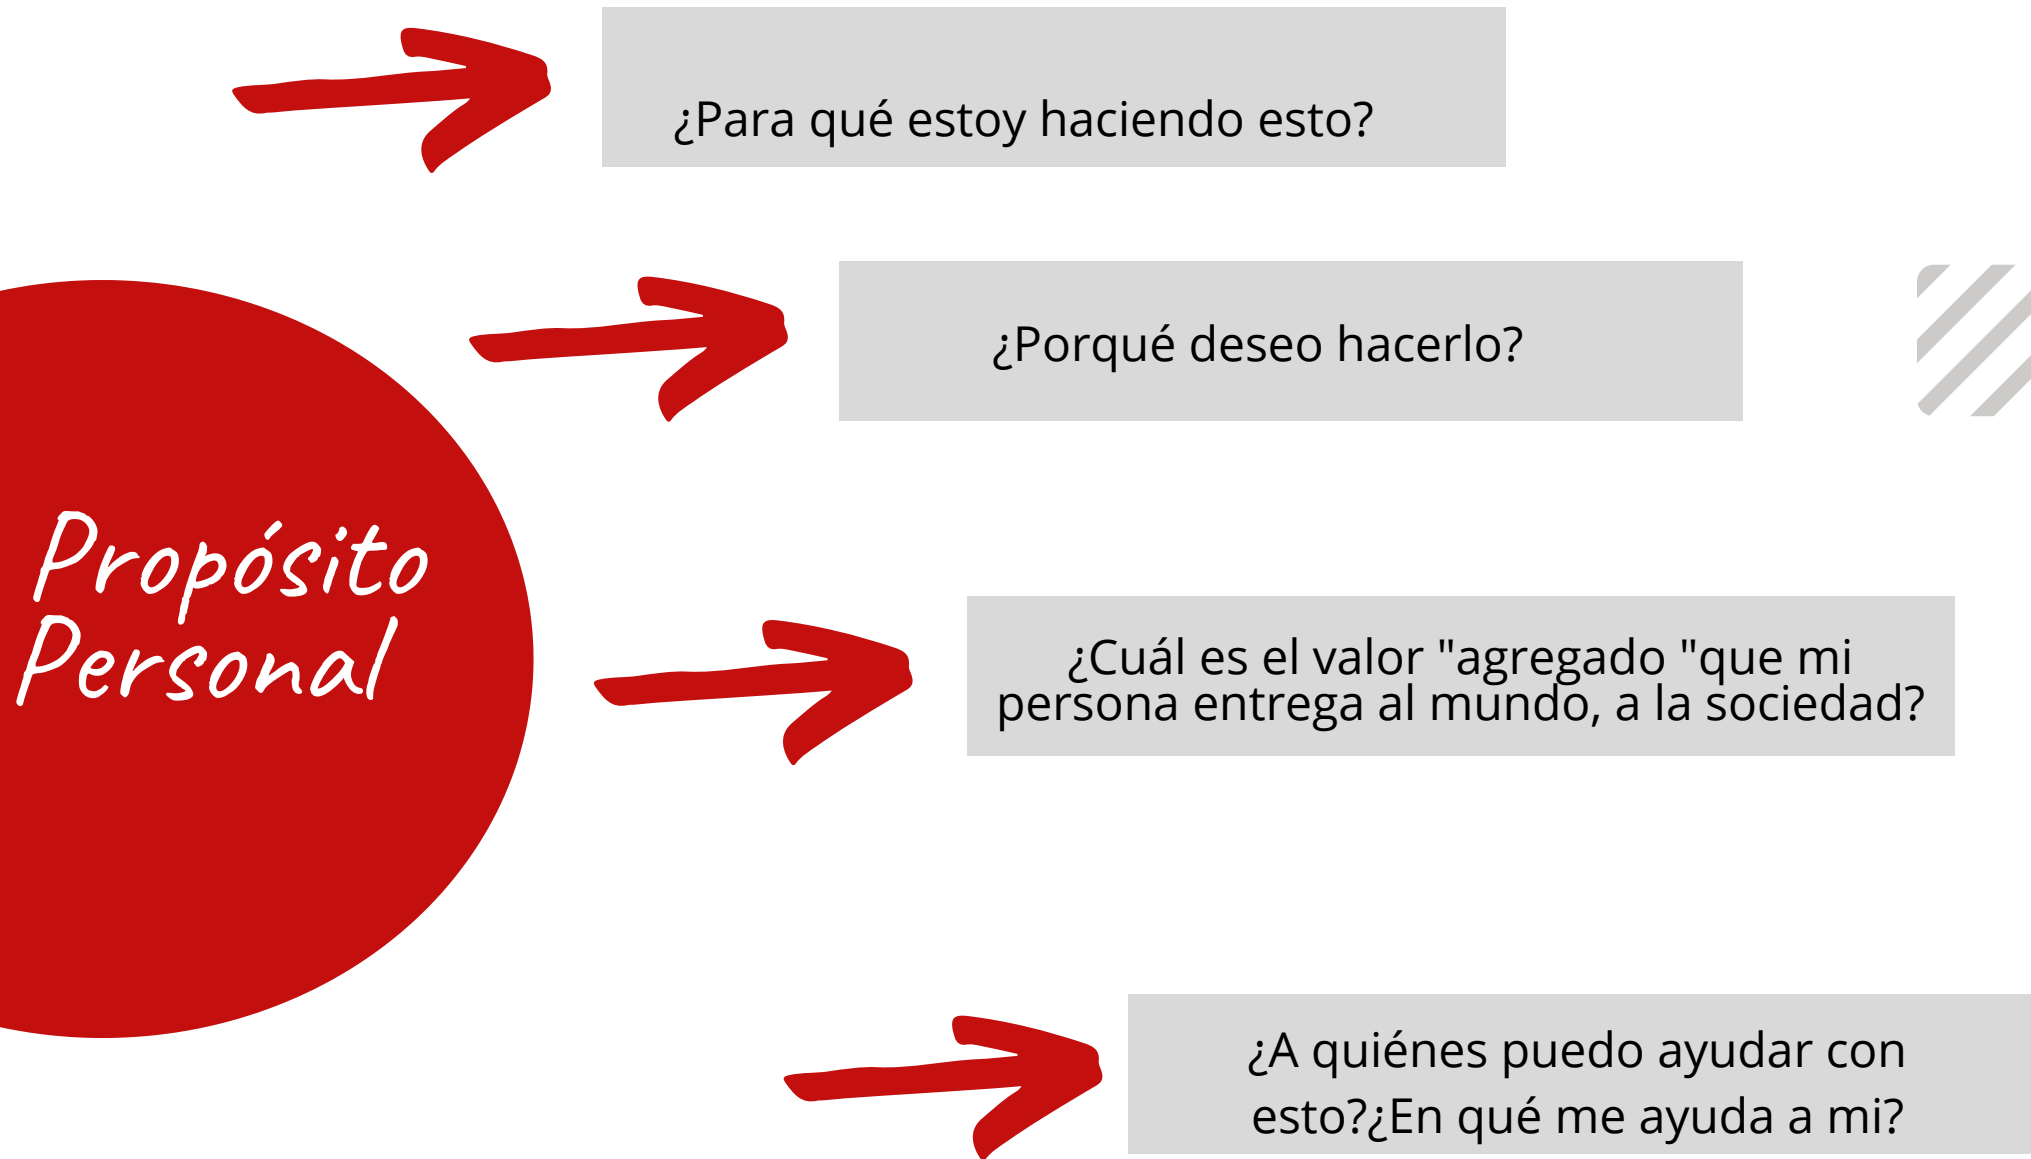 ¿Para qué estoy haciendo esto?
¿Porqué deseo hacerlo?
Propósito
Personal
¿Cuál es el valor "agregado "que mi
persona entrega al mundo, a la sociedad?
¿A quiénes puedo ayudar con
esto?¿En qué me ayuda a mi?